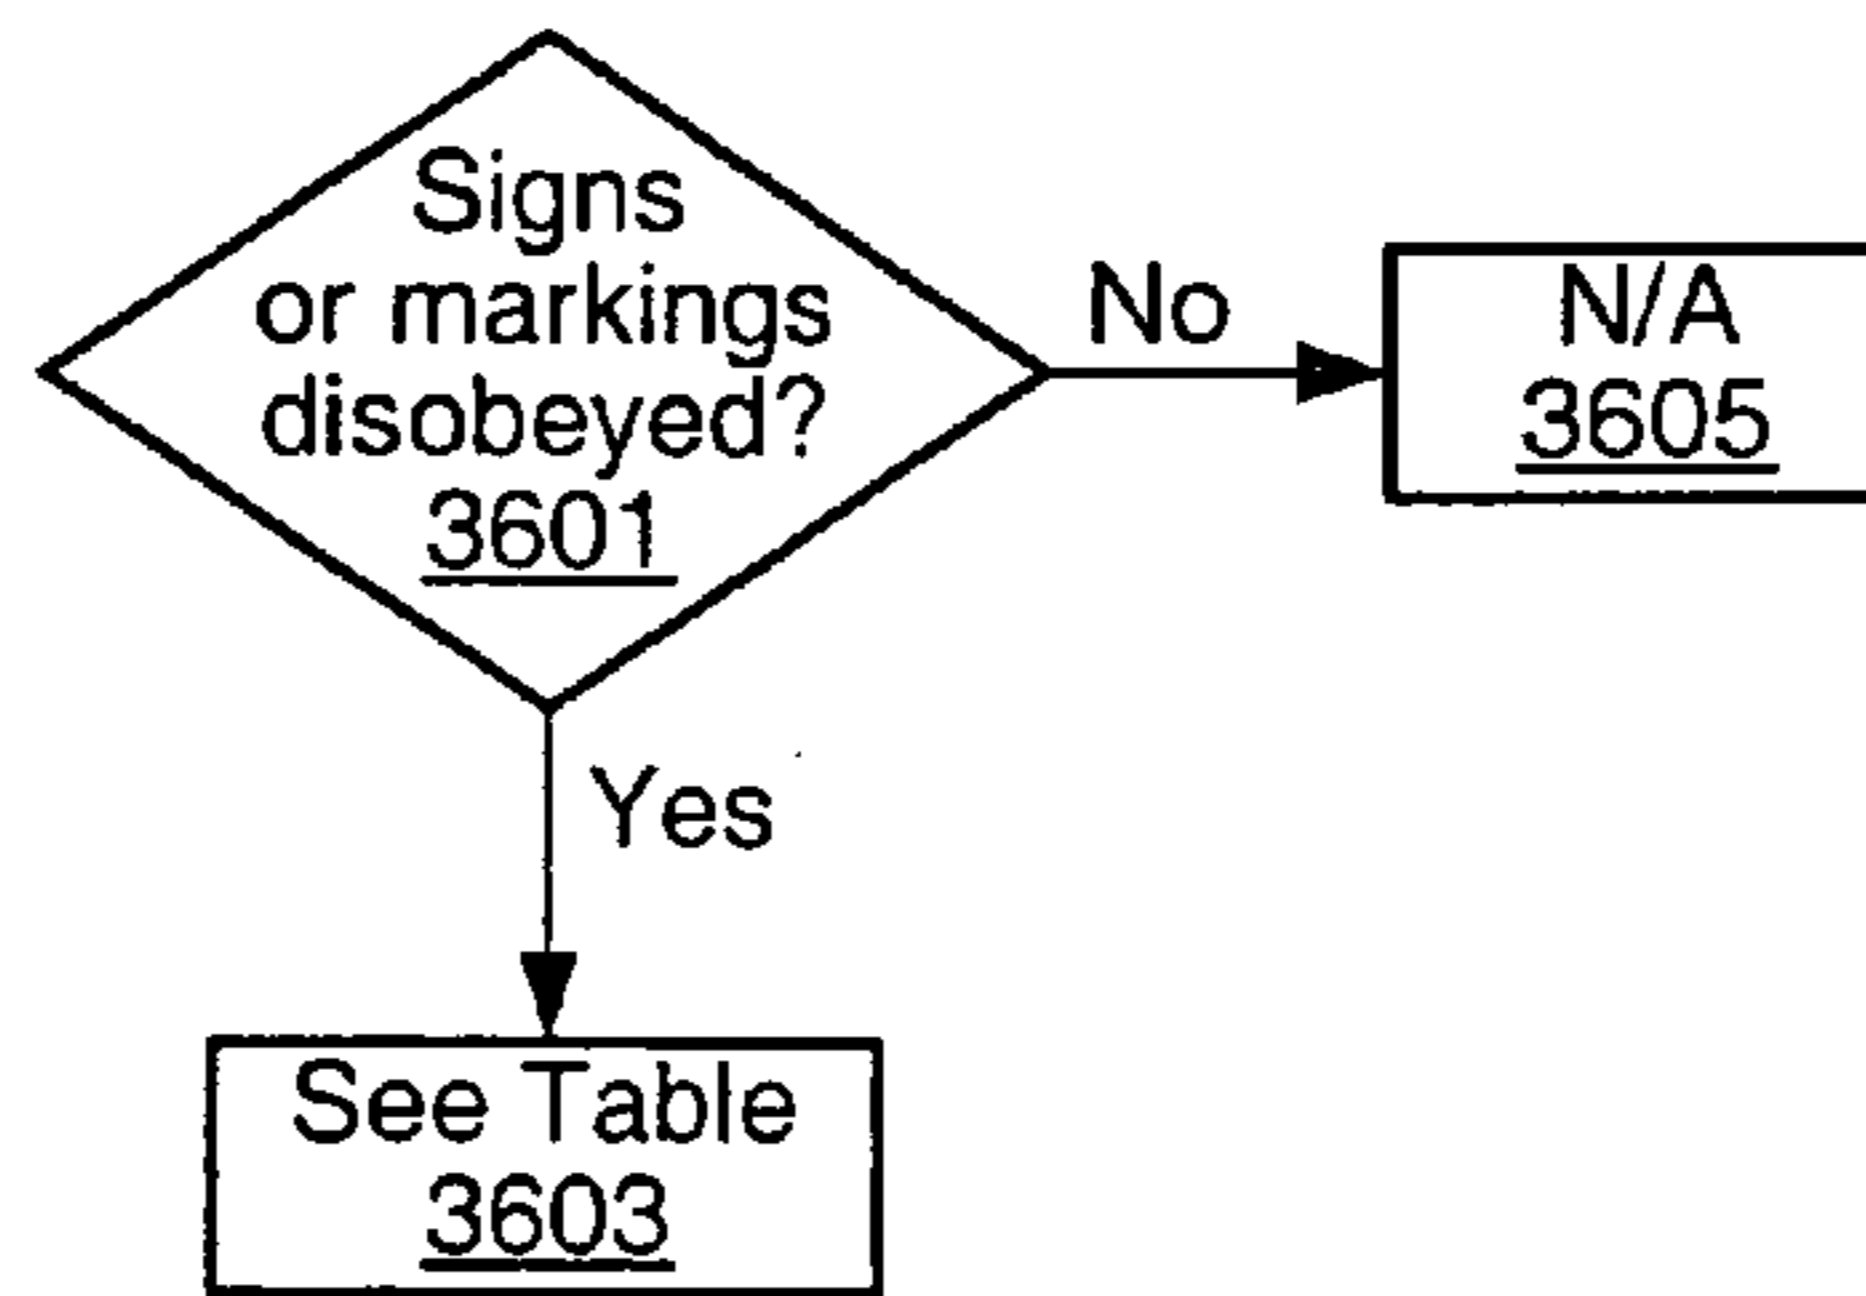 Signs
or markings
disobeyed?
3601
No
N/A
3605
Yes
See Table
3603